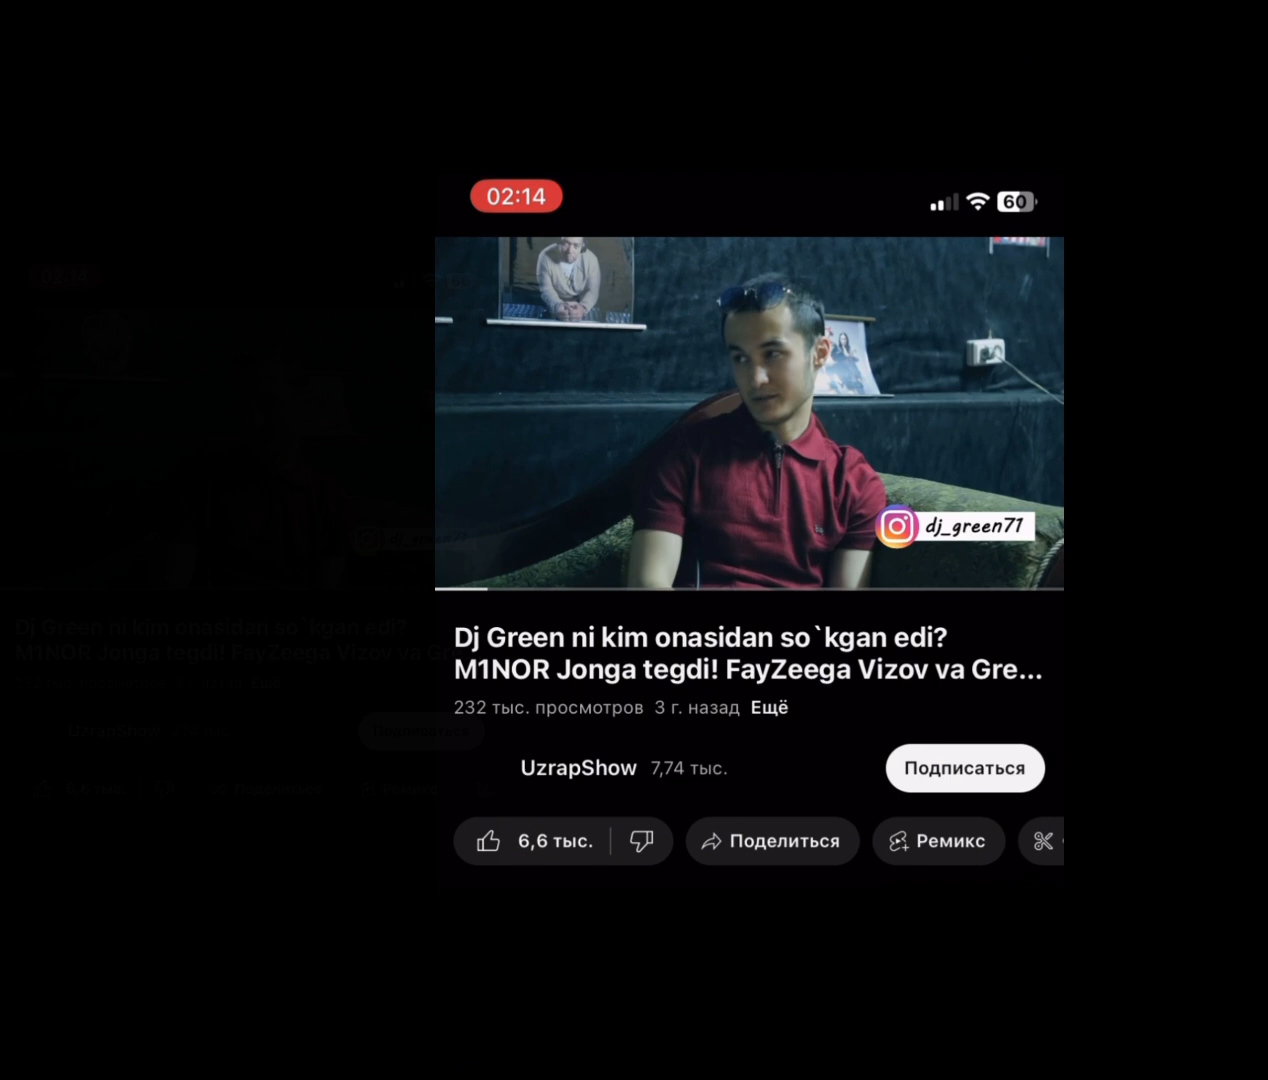 02:14
60
dj_green71
Dj Green ni kim onasidan so`kgan edi?
M1NOR Jonga tegdi! FayZeega Vizov va Gre...
232 тыс. просмотров 3 г. назад Ещё
UzrapShow 7,74 тыс.
Подписаться
6,6 тыс.
Поделиться
Ремикс